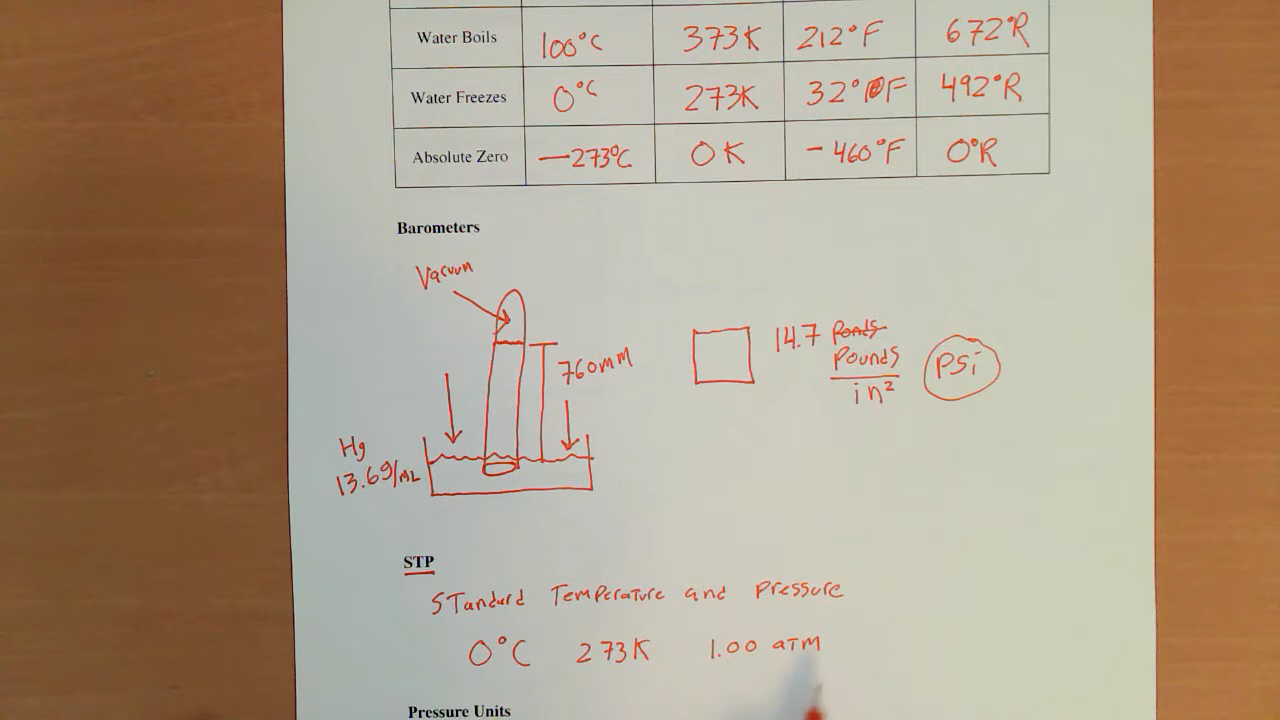 Water Boils 100°C 373K 212°F 672°R
Water Freezes 0°C 273K 32°F 492°R
Absolute Zero -273°C 0K -460°F 0°R
Barometers
Vacuum
760mm
14.7 Ponds
Pounds
in²
psi
Hg
13.6g/mL
STP
Standard Temperature and Pressure
0°C 273K 1.00 atm
Pressure Units